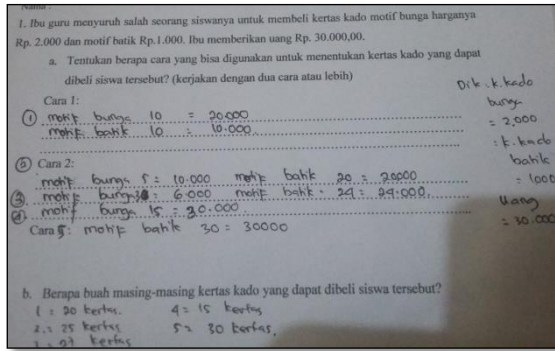 Nama :
1. Ibu guru menyuruh salah seorang siswanya untuk membeli kertas kado motif bunga harganya
Rp. 2.000 dan motif batik Rp.1.000. Ibu memberikan uang Rp. 30.000,00.
a. Tentukan berapa cara yang bisa digunakan untuk menentukan kertas kado yang dapat
dibeli siswa tersebut? (kerjakan dengan dua cara atau lebih)
Dik : k. kado
bunga
= 2,000
: k. kado
batik
= 1000
Uang
= 30.000
Cara 1:
① motif bunga 10 = 20.000
motif batik 10 = 10.000
② Cara 2:
motif bunga 5 = 10.000 motif batik 20 = 20000
③ motif bunga 3 = 6.000 motif batik = 24 = 24.000
④ motif bunga 15 = 30.000
Cara 5: motif batik 30 = 30000
b. Berapa buah masing-masing kertas kado yang dapat dibeli siswa tersebut?
1 = 20 kertas. 4 = 15 kertas
2. = 25 kertas 5 = 30 kertas.
3 = 27 kertas